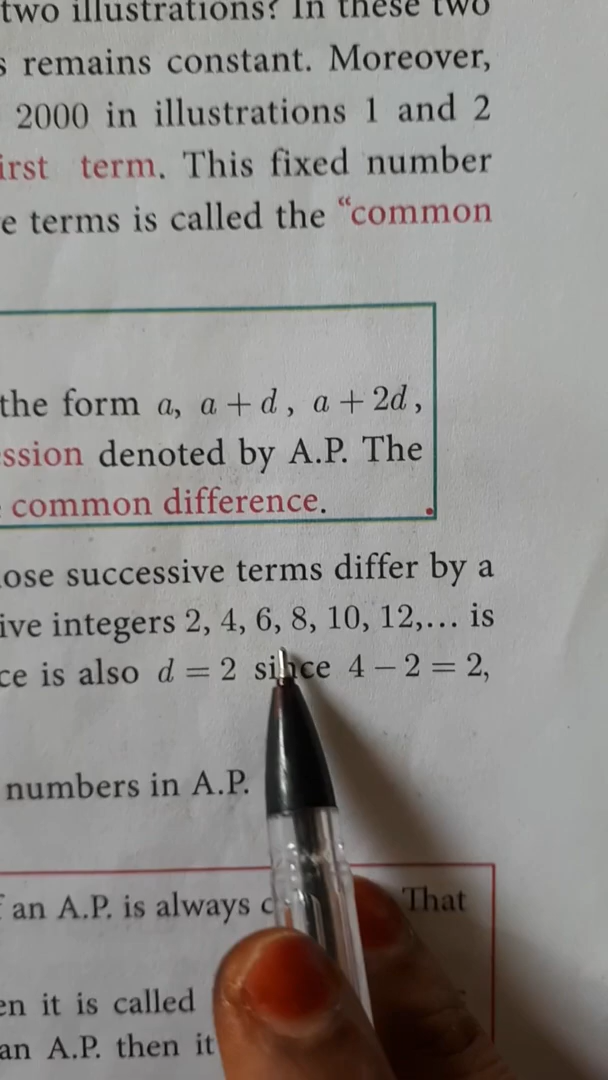 two illustrations? In these two
s remains constant. Moreover,
2000 in illustrations 1 and 2
irst term. This fixed number
e terms is called the “common
the form a, a + d, a + 2d,
ssion denoted by A.P. The
common difference.
ose successive terms differ by a
ive integers 2, 4, 6, 8, 10, 12,... is
ce is also d = 2 since 4 − 2 = 2,
numbers in A.P.
an A.P. is always That
en it is called
an A.P. then it